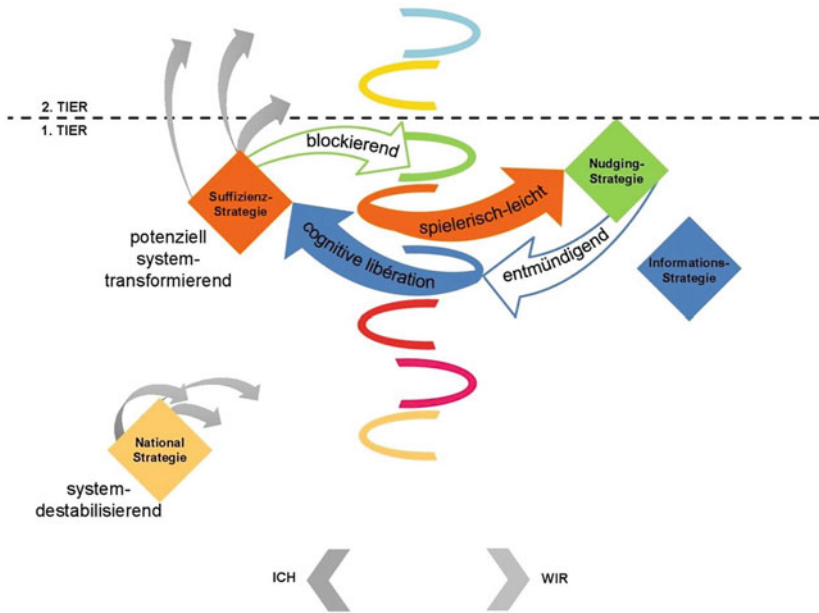 2. TIER
1. TIER
blockierend
Suffizienz-
Strategie
Nudging-
Strategie
spielerisch-leicht
potenziell
system-
transformierend
cognitive libération
entmündigend
Informations-
Strategie
National
Strategie
system-
destabilisierend
ICH
WIR